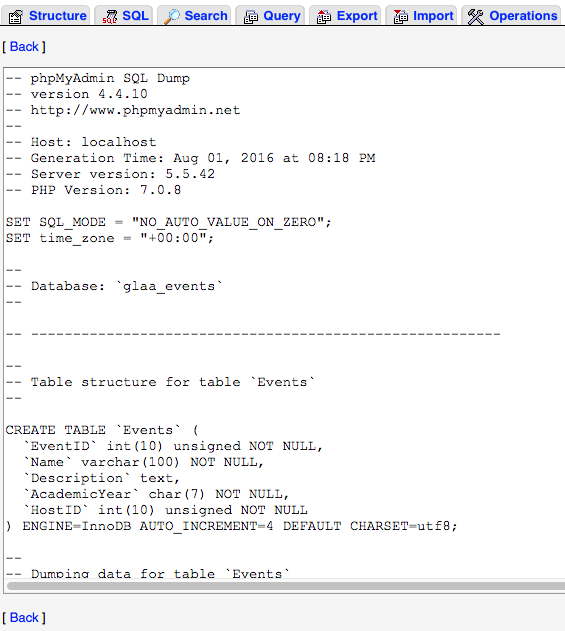 Structure SQL Search Query Export Import Operations
[ Back ]
-- phpMyAdmin SQL Dump
-- version 4.4.10
-- http://www.phpmyadmin.net
--
-- Host: localhost
-- Generation Time: Aug 01, 2016 at 08:18 PM
-- Server version: 5.5.42
-- PHP Version: 7.0.8
SET SQL_MODE = "NO_AUTO_VALUE_ON_ZERO";
SET time_zone = "+00:00";
--
-- Database: `glaa_events`
--
-- --------------------------------------------------------
--
-- Table structure for table `Events`
--
CREATE TABLE `Events` (
  `EventID` int(10) unsigned NOT NULL,
  `Name` varchar(100) NOT NULL,
  `Description` text,
  `AcademicYear` char(7) NOT NULL,
  `HostID` int(10) unsigned NOT NULL
) ENGINE=InnoDB AUTO_INCREMENT=4 DEFAULT CHARSET=utf8;
--
-- Dumping data for table `Events`
[ Back ]